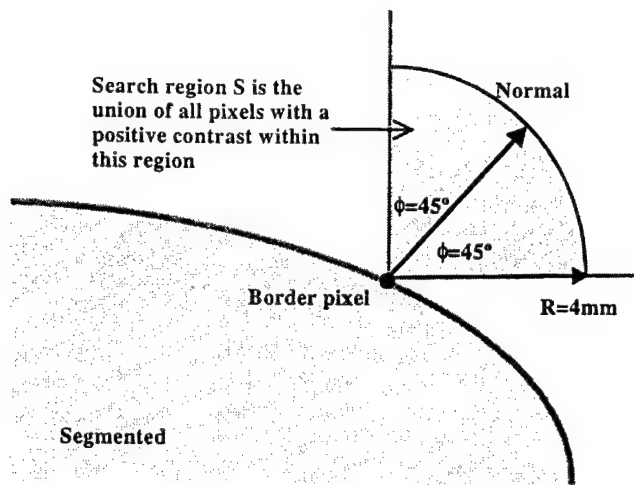 Search region S is the
union of all pixels with a
positive contrast within
this region
Normal
ϕ=45°
ϕ=45°
Border pixel
R=4mm
Segmented